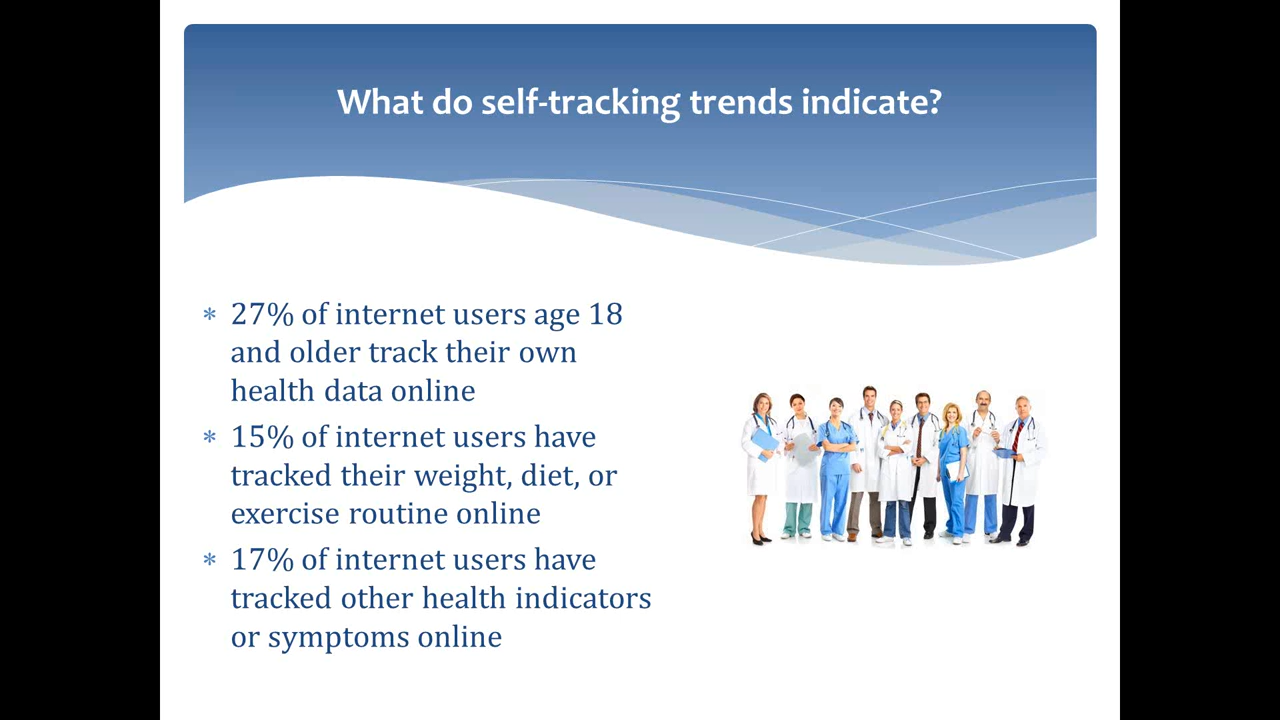 What do self-tracking trends indicate?
* 27% of internet users age 18
and older track their own
health data online
* 15% of internet users have
tracked their weight, diet, or
exercise routine online
* 17% of internet users have
tracked other health indicators
or symptoms online